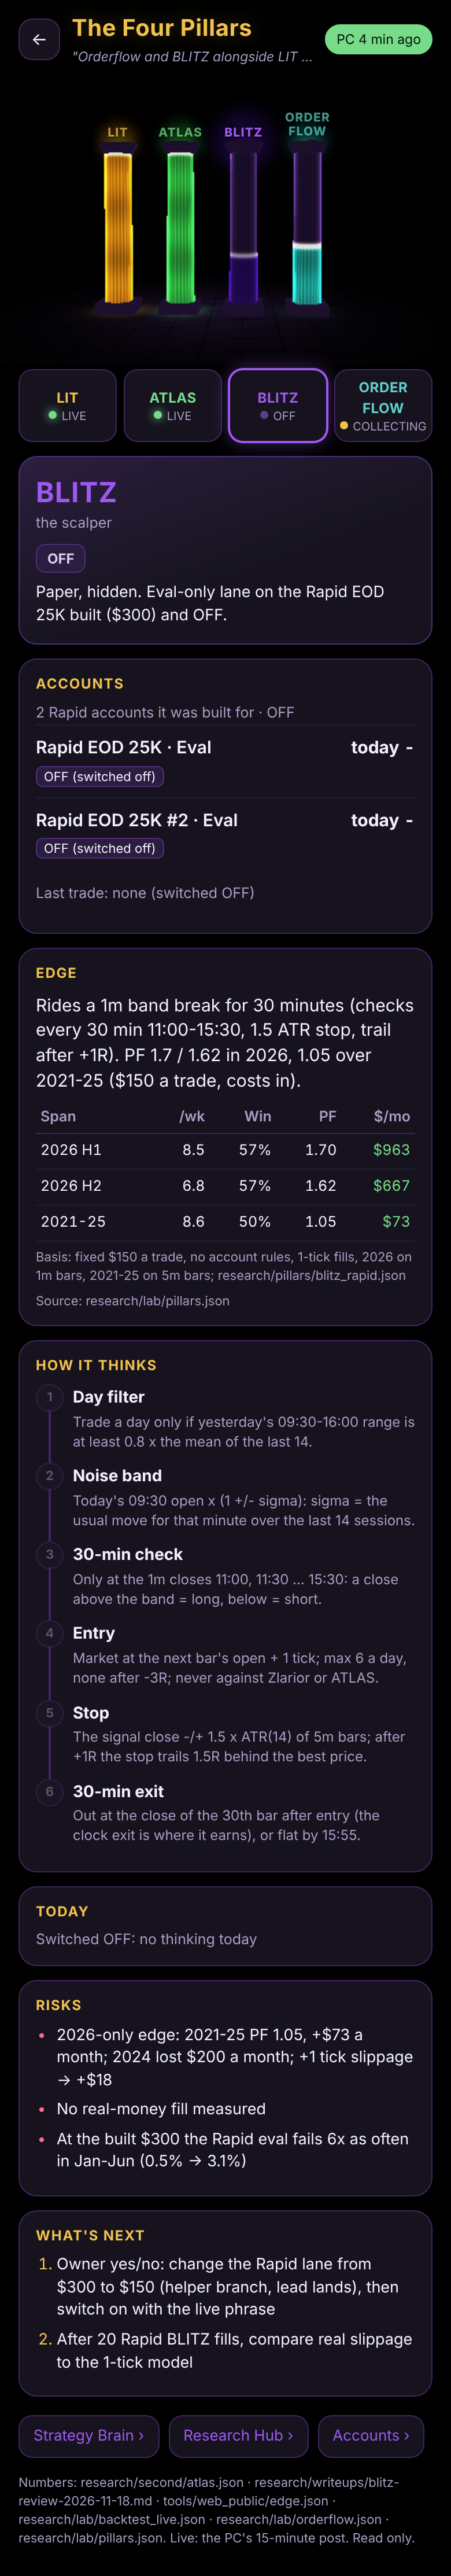 ←
The Four Pillars
"Orderflow and BLITZ alongside LIT ...
PC 4 min ago
LIT
ATLAS
BLITZ
ORDER
FLOW
LIT
LIVE
ATLAS
LIVE
BLITZ
OFF
ORDER
FLOW
COLLECTING
BLITZ
the scalper
OFF
Paper, hidden. Eval-only lane on the Rapid EOD
25K built ($300) and OFF.
ACCOUNTS
2 Rapid accounts it was built for · OFF
Rapid EOD 25K · Eval today -
OFF (switched off)
Rapid EOD 25K #2 · Eval today -
OFF (switched off)
Last trade: none (switched OFF)
EDGE
Rides a 1m band break for 30 minutes (checks
every 30 min 11:00-15:30, 1.5 ATR stop, trail
after +1R). PF 1.7 / 1.62 in 2026, 1.05 over
2021-25 ($150 a trade, costs in).
Span /wk Win PF $/mo
2026 H1 8.5 57% 1.70 $963
2026 H2 6.8 57% 1.62 $667
2021-25 8.6 50% 1.05 $73
Basis: fixed $150 a trade, no account rules, 1-tick fills, 2026 on
1m bars, 2021-25 on 5m bars; research/pillars/blitz_rapid.json
Source: research/lab/pillars.json
HOW IT THINKS
1 Day filter
Trade a day only if yesterday's 09:30-16:00 range is
at least 0.8 x the mean of the last 14.
2 Noise band
Today's 09:30 open x (1 +/- sigma): sigma = the
usual move for that minute over the last 14 sessions.
3 30-min check
Only at the 1m closes 11:00, 11:30 ... 15:30: a close
above the band = long, below = short.
4 Entry
Market at the next bar's open + 1 tick; max 6 a day,
none after -3R; never against Zlarior or ATLAS.
5 Stop
The signal close -/+ 1.5 x ATR(14) of 5m bars; after
+1R the stop trails 1.5R behind the best price.
6 30-min exit
Out at the close of the 30th bar after entry (the
clock exit is where it earns), or flat by 15:55.
TODAY
Switched OFF: no thinking today
RISKS
• 2026-only edge: 2021-25 PF 1.05, +$73 a
month; 2024 lost $200 a month; +1 tick slippage
→ +$18
• No real-money fill measured
• At the built $300 the Rapid eval fails 6x as often
in Jan-Jun (0.5% → 3.1%)
WHAT'S NEXT
1. Owner yes/no: change the Rapid lane from
$300 to $150 (helper branch, lead lands), then
switch on with the live phrase
2. After 20 Rapid BLITZ fills, compare real slippage
to the 1-tick model
Strategy Brain ›
Research Hub ›
Accounts ›
Numbers: research/second/atlas.json · research/writeups/blitz-
review-2026-11-18.md · tools/web_public/edge.json ·
research/lab/backtest_live.json · research/lab/orderflow.json ·
research/lab/pillars.json. Live: the PC's 15-minute post. Read only.